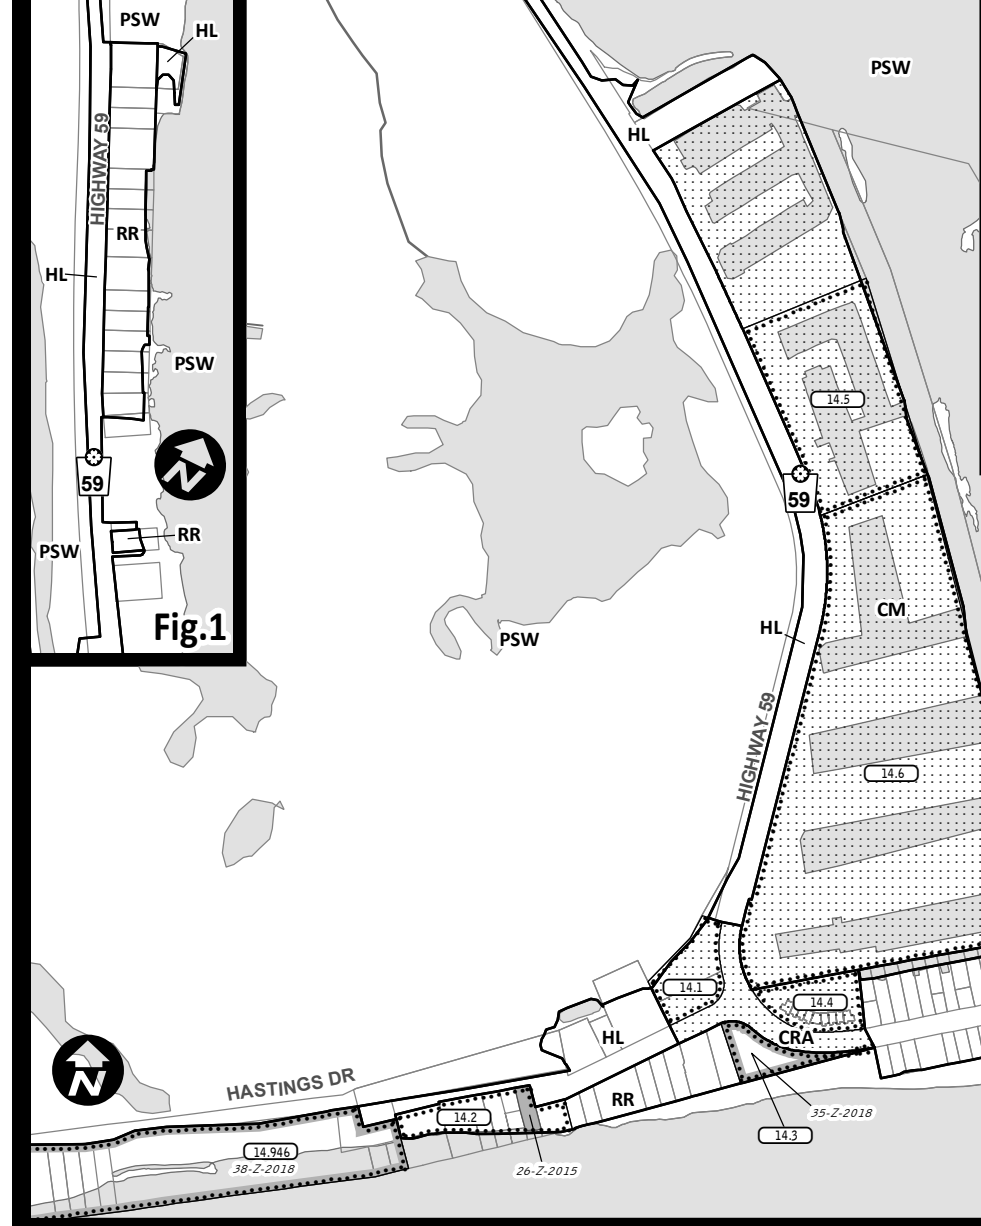 PSW
HL
HIGHWAY 59
RR
HL
PSW
59
N
RR
PSW
Fig.1
PSW
HL
14.5
59
CM
HL
PSW
HIGHWAY 59
14.6
14.1
14.4
HL
CRA
N
HASTINGS DR
RR
35-Z-2018
14.2
14.3
14.946
38-Z-2018
26-Z-2015